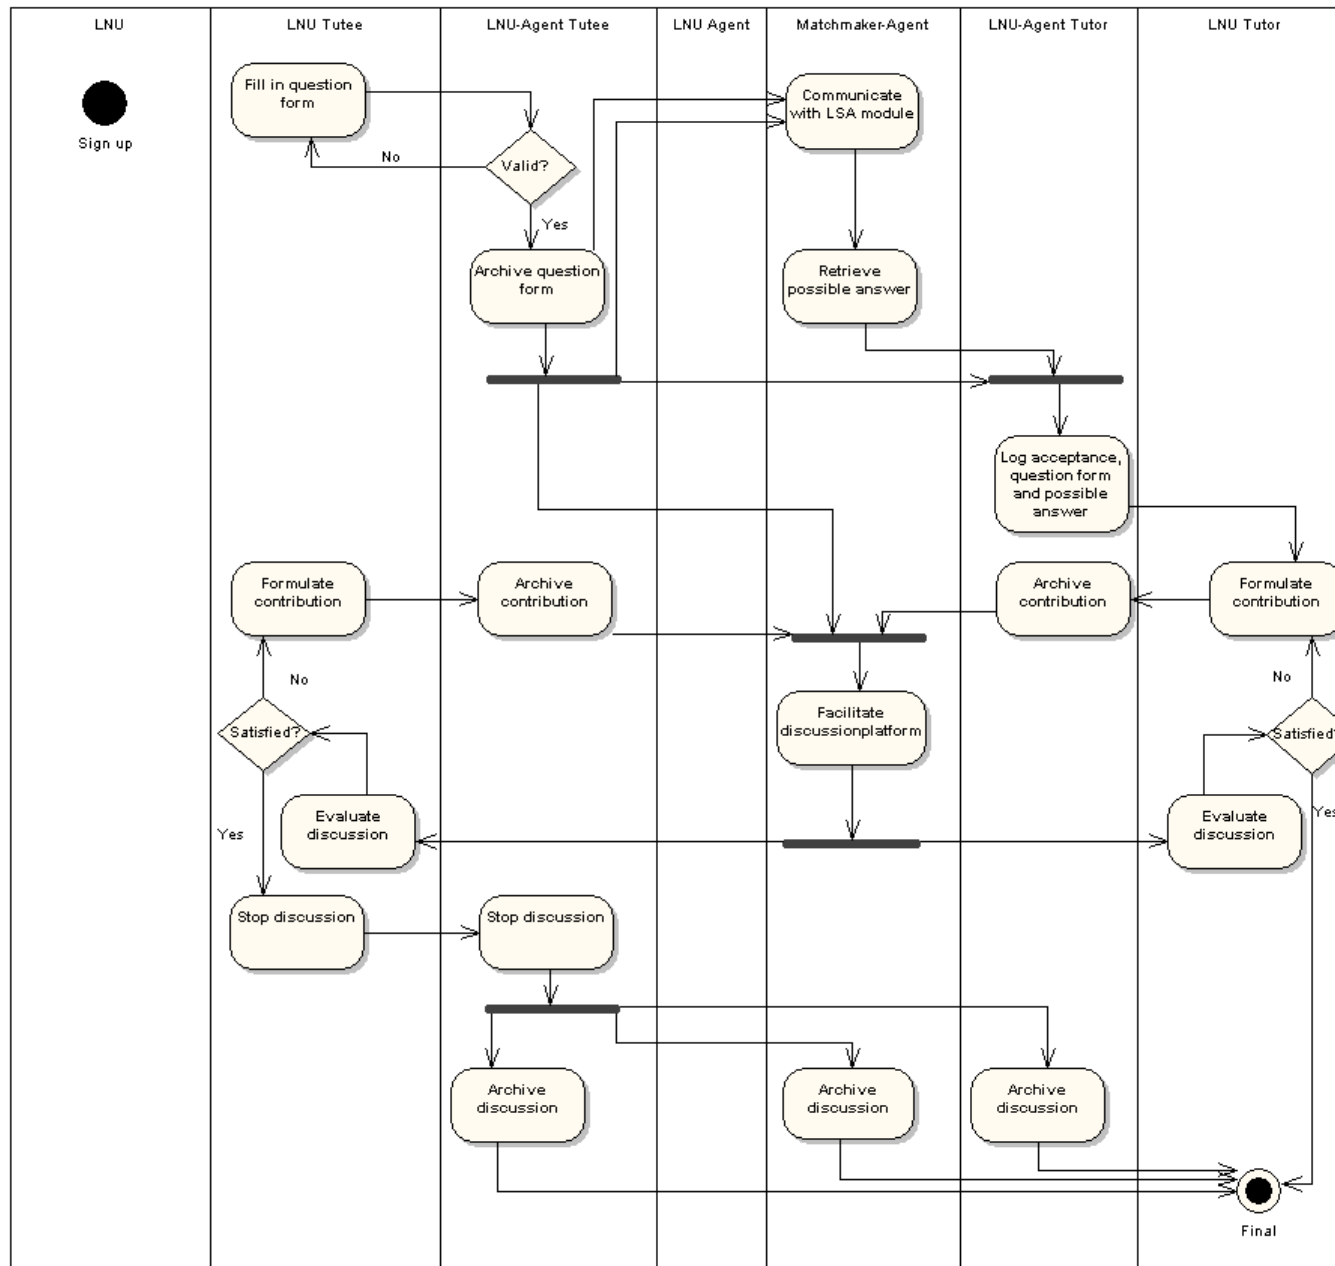 LNU
LNU Tutee
LNU-Agent Tutee
LNU Agent
Matchmaker-Agent
LNU-Agent Tutor
LNU Tutor
Sign up
Fill in question
form
Communicate
with LSA module
No
Valid?
Yes
Archive question
form
Retrieve
possible answer
Log acceptance,
question form
and possible
answer
Formulate
contribution
Archive
contribution
Archive
contribution
Formulate
contribution
No
No
Satisfied?
Facilitate
discussionplatform
Satisfied?
Yes
Evaluate
discussion
Evaluate
discussion
Yes
Stop discussion
Stop discussion
Archive
discussion
Archive
discussion
Archive
discussion
Final